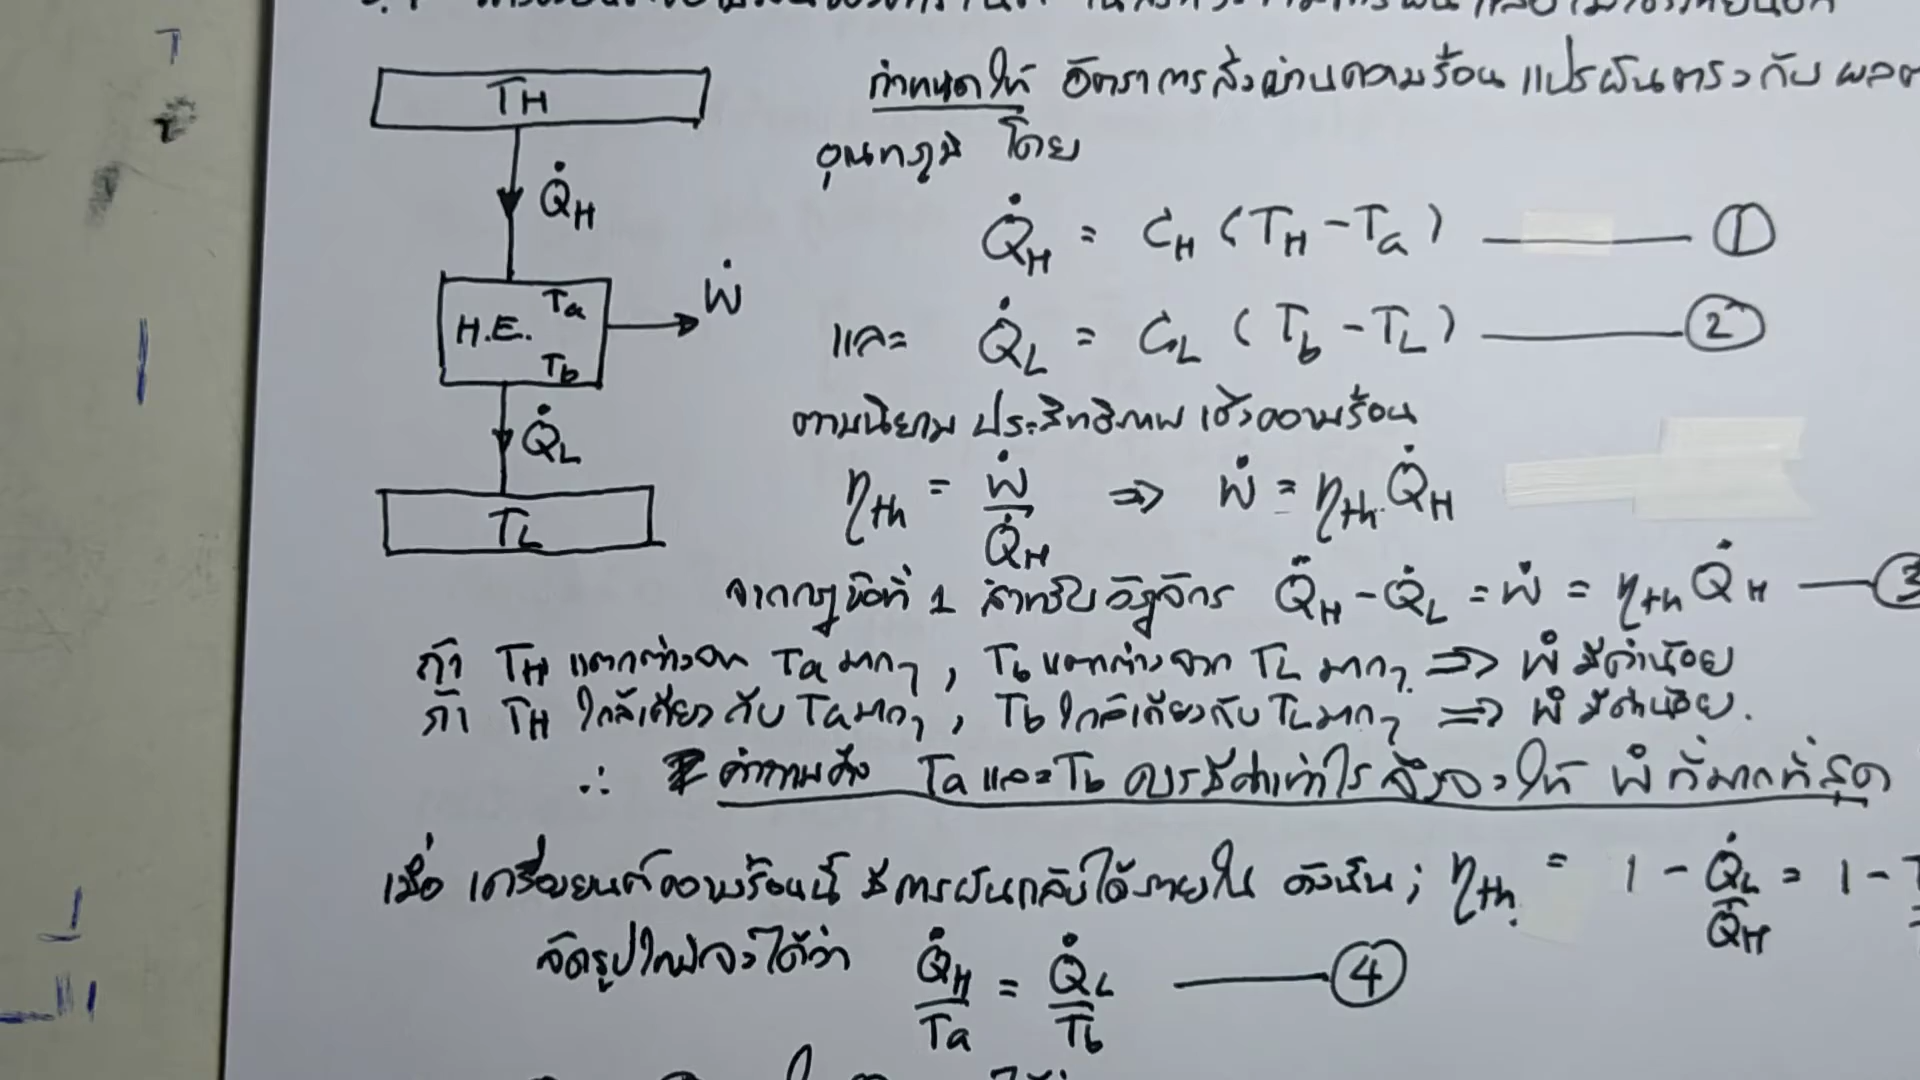 TH
กำหนดให้ อัตราการส่งผ่านความร้อน แปรผันตรงกับ ผลต
อุณหภูมิ โดย
Q̇H
Q̇H = CH (TH - Ta) ——— ①
Ta
H.E.
Tb
Ẇ
และ Q̇L = CL (Tb - TL) ——— ②
Q̇L
TL
ตามนิยาม ประสิทธิภาพเชิงความร้อน
ηth = Ẇ/Q̇H ⇒ Ẇ = ηth Q̇H
จากกฎข้อที่ 1 สำหรับวัฏจักร Q̇H - Q̇L = Ẇ = ηth Q̇H — ③
ถ้า TH แตกต่างจาก Ta มากๆ, Tb แตกต่างจาก TL มากๆ ⇒ Ẇ มีค่าน้อย
ถ้า TH ใกล้เคียวกับ Ta มากๆ, Tb ใกล้เคียวกับ TL มากๆ ⇒ Ẇ มีค่าน้อย.
∴ คำถามคือ Ta และ Tb ควรมีค่าเท่าไร ถึงจะให้ Ẇ ที่มากที่สุด
เมื่อ เครื่องยนต์ความร้อนนี้ มีการผันกลับได้ภายใน ดังนั้น; ηth = 1 - Q̇L/Q̇H = 1 - T
จัดรูปใหม่จะได้ว่า Q̇H/Ta = Q̇L/Tb ——— ④